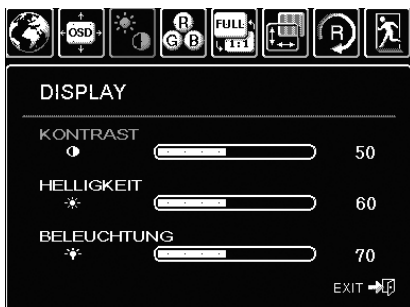 OSD R G B FULL 1:1 R
DISPLAY
KONTRAST
50
HELLIGKEIT
60
BELEUCHTUNG
70
EXIT